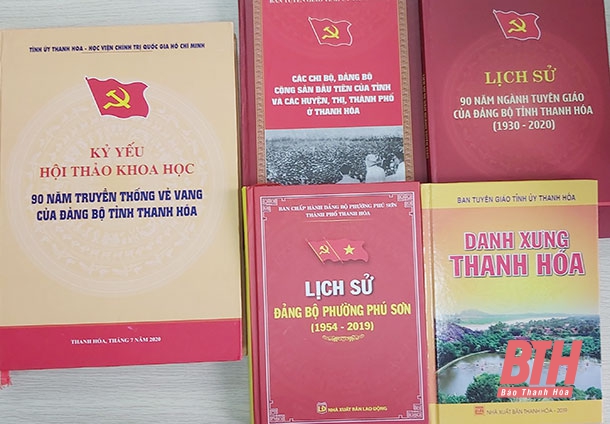 TỈNH ỦY THANH HÓA - HỌC VIỆN CHÍNH TRỊ QUỐC GIA HỒ CHÍ MINH
KỶ YẾU
HỘI THẢO KHOA HỌC
90 NĂM TRUYỀN THỐNG VẺ VANG
CỦA ĐẢNG BỘ TỈNH THANH HÓA
THANH HÓA, THÁNG 7 NĂM 2020
BAN TUYÊN GIÁO
CÁC CHI BỘ, ĐẢNG BỘ
CỘNG SẢN ĐẦU TIÊN CỦA TỈNH
VÀ CÁC HUYỆN, THỊ, THÀNH PHỐ
Ở THANH HÓA
LỊCH SỬ
90 NĂM NGÀNH TUYÊN GIÁO
CỦA ĐẢNG BỘ TỈNH THANH HÓA
(1930 - 2020)
BAN CHẤP HÀNH ĐẢNG BỘ PHƯỜNG PHÚ SƠN
THÀNH PHỐ THANH HÓA
LỊCH SỬ
ĐẢNG BỘ PHƯỜNG PHÚ SƠN
(1954 - 2019)
NHÀ XUẤT BẢN LAO ĐỘNG
BAN TUYÊN GIÁO TỈNH ỦY THANH HÓA
DANH XƯNG
THANH HÓA
NHÀ XUẤT BẢN THANH HÓA - 2019
BTH
Báo Thanh Hóa